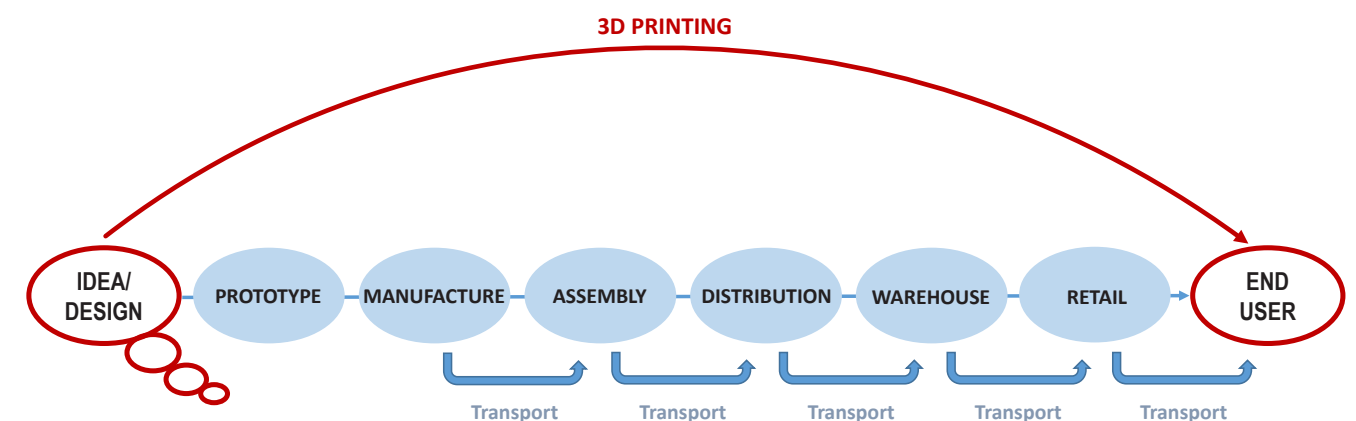 3D PRINTING
IDEA/
DESIGN
PROTOTYPE
MANUFACTURE
ASSEMBLY
DISTRIBUTION
WAREHOUSE
RETAIL
END
USER
Transport
Transport
Transport
Transport
Transport